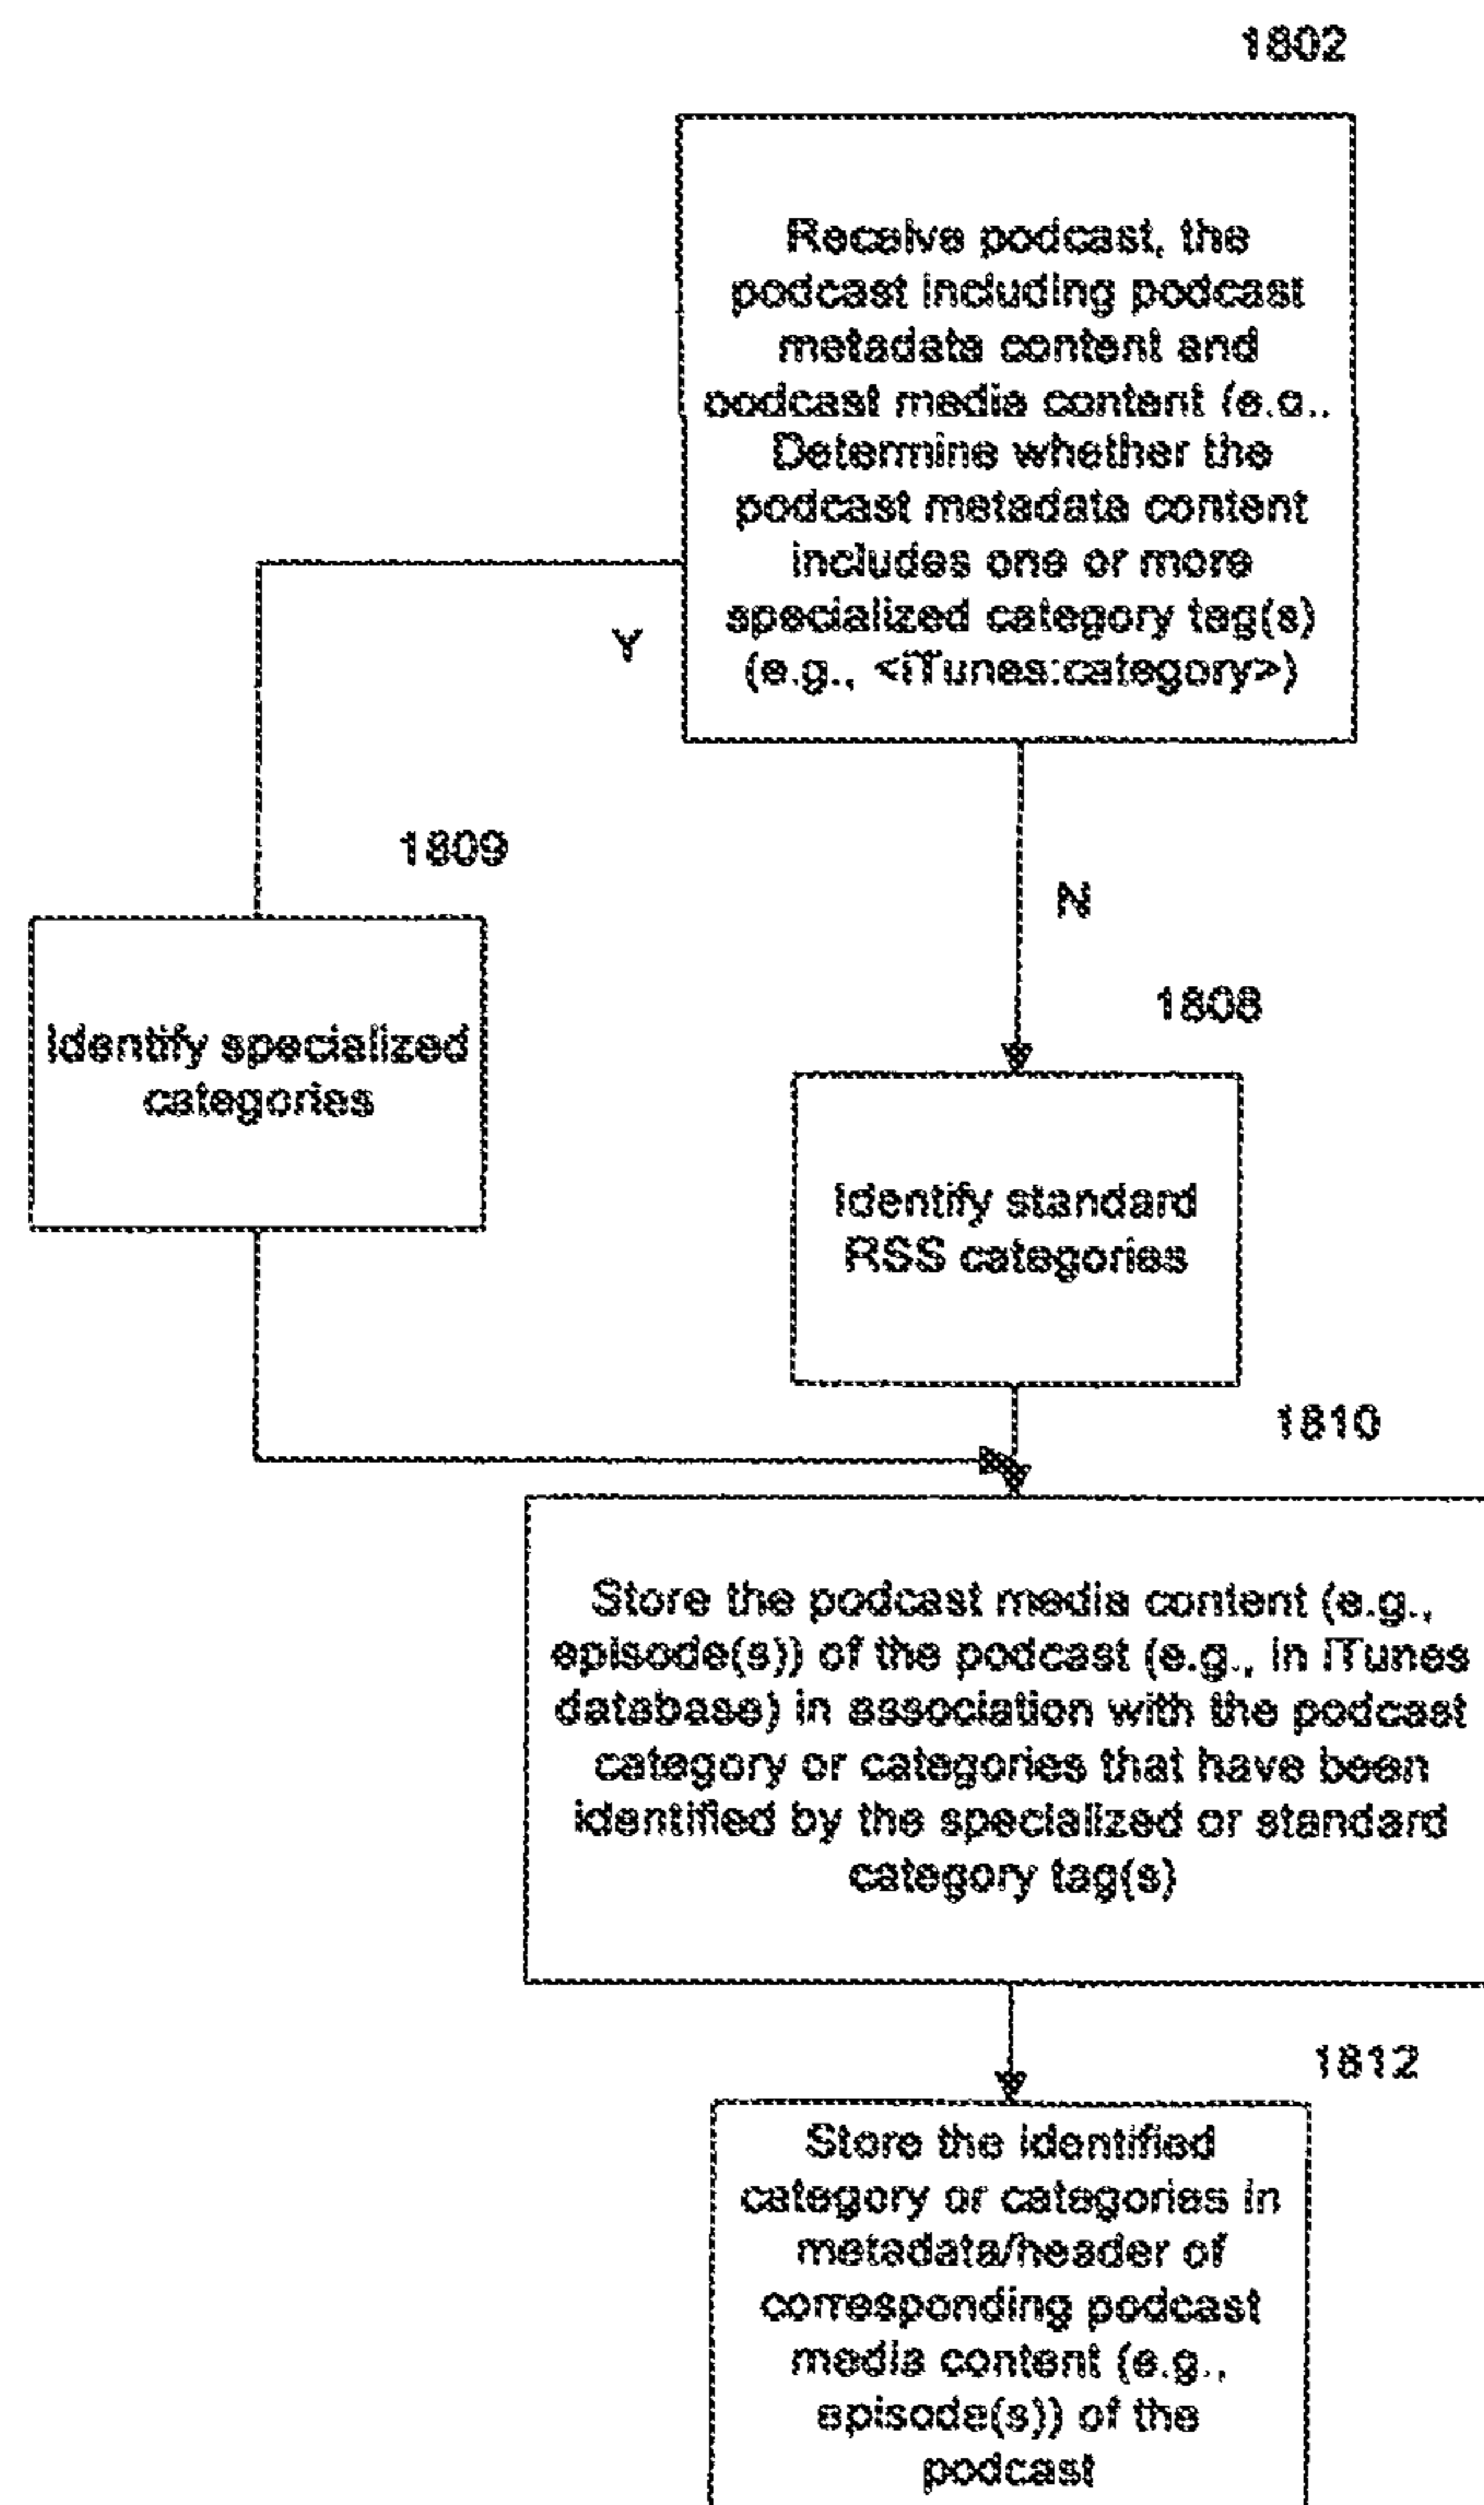 1802
Receive podcast, the
podcast including podcast
metadata content and
podcast media content (e.g.,
Determine whether the
podcast metadata content
includes one or more
specialized category tag(s)
(e.g., <iTunes:category>)
Y
1809
N
1808
Identify specialized
categories
Identify standard
RSS categories
1810
Store the podcast media content (e.g.,
episode(s)) of the podcast (e.g., in iTunes
database) in association with the podcast
category or categories that have been
identified by the specialized or standard
category tag(s)
1812
Store the identified
category or categories in
metadata/header of
corresponding podcast
media content (e.g.,
episode(s)) of the
podcast